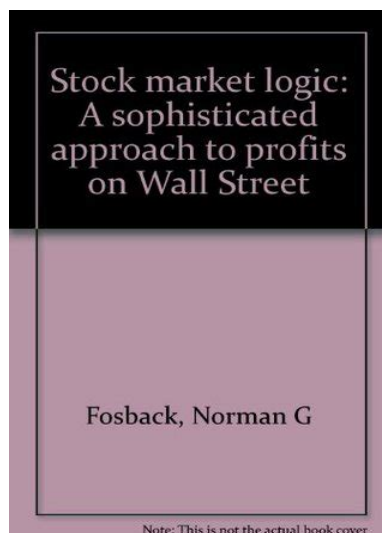 Stock market logic:
A sophisticated
approach to profits
on Wall Street
Fosback, Norman G
Note: This is not the actual book cover